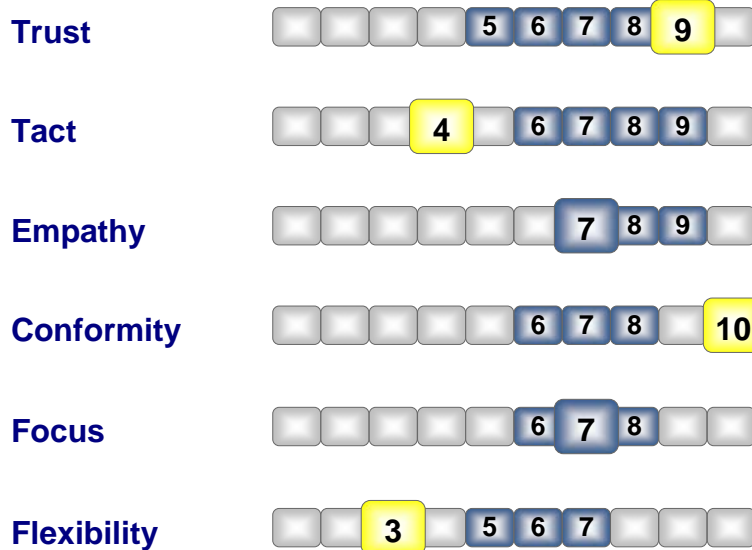 Trust 5 6 7 8 9
Tact 4 6 7 8 9
Empathy 7 8 9
Conformity 6 7 8 10
Focus 6 7 8
Flexibility 3 5 6 7